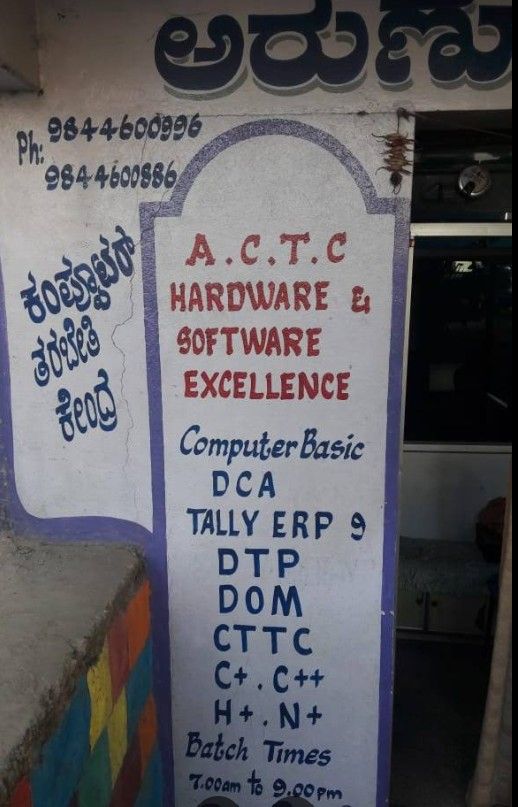 ಅರುಣೋ
Ph: 9844600996
9844600886
ಕಂಪ್ಯೂಟರ್
ತರಬೇತಿ
ಕೇಂದ್ರ
A.C.T.C
HARDWARE &
SOFTWARE
EXCELLENCE
Computer Basic
DCA
TALLY ERP 9
DTP
DOM
CTTC
C+.C++
H+.N+
Batch Times
7.00am to 9.00pm